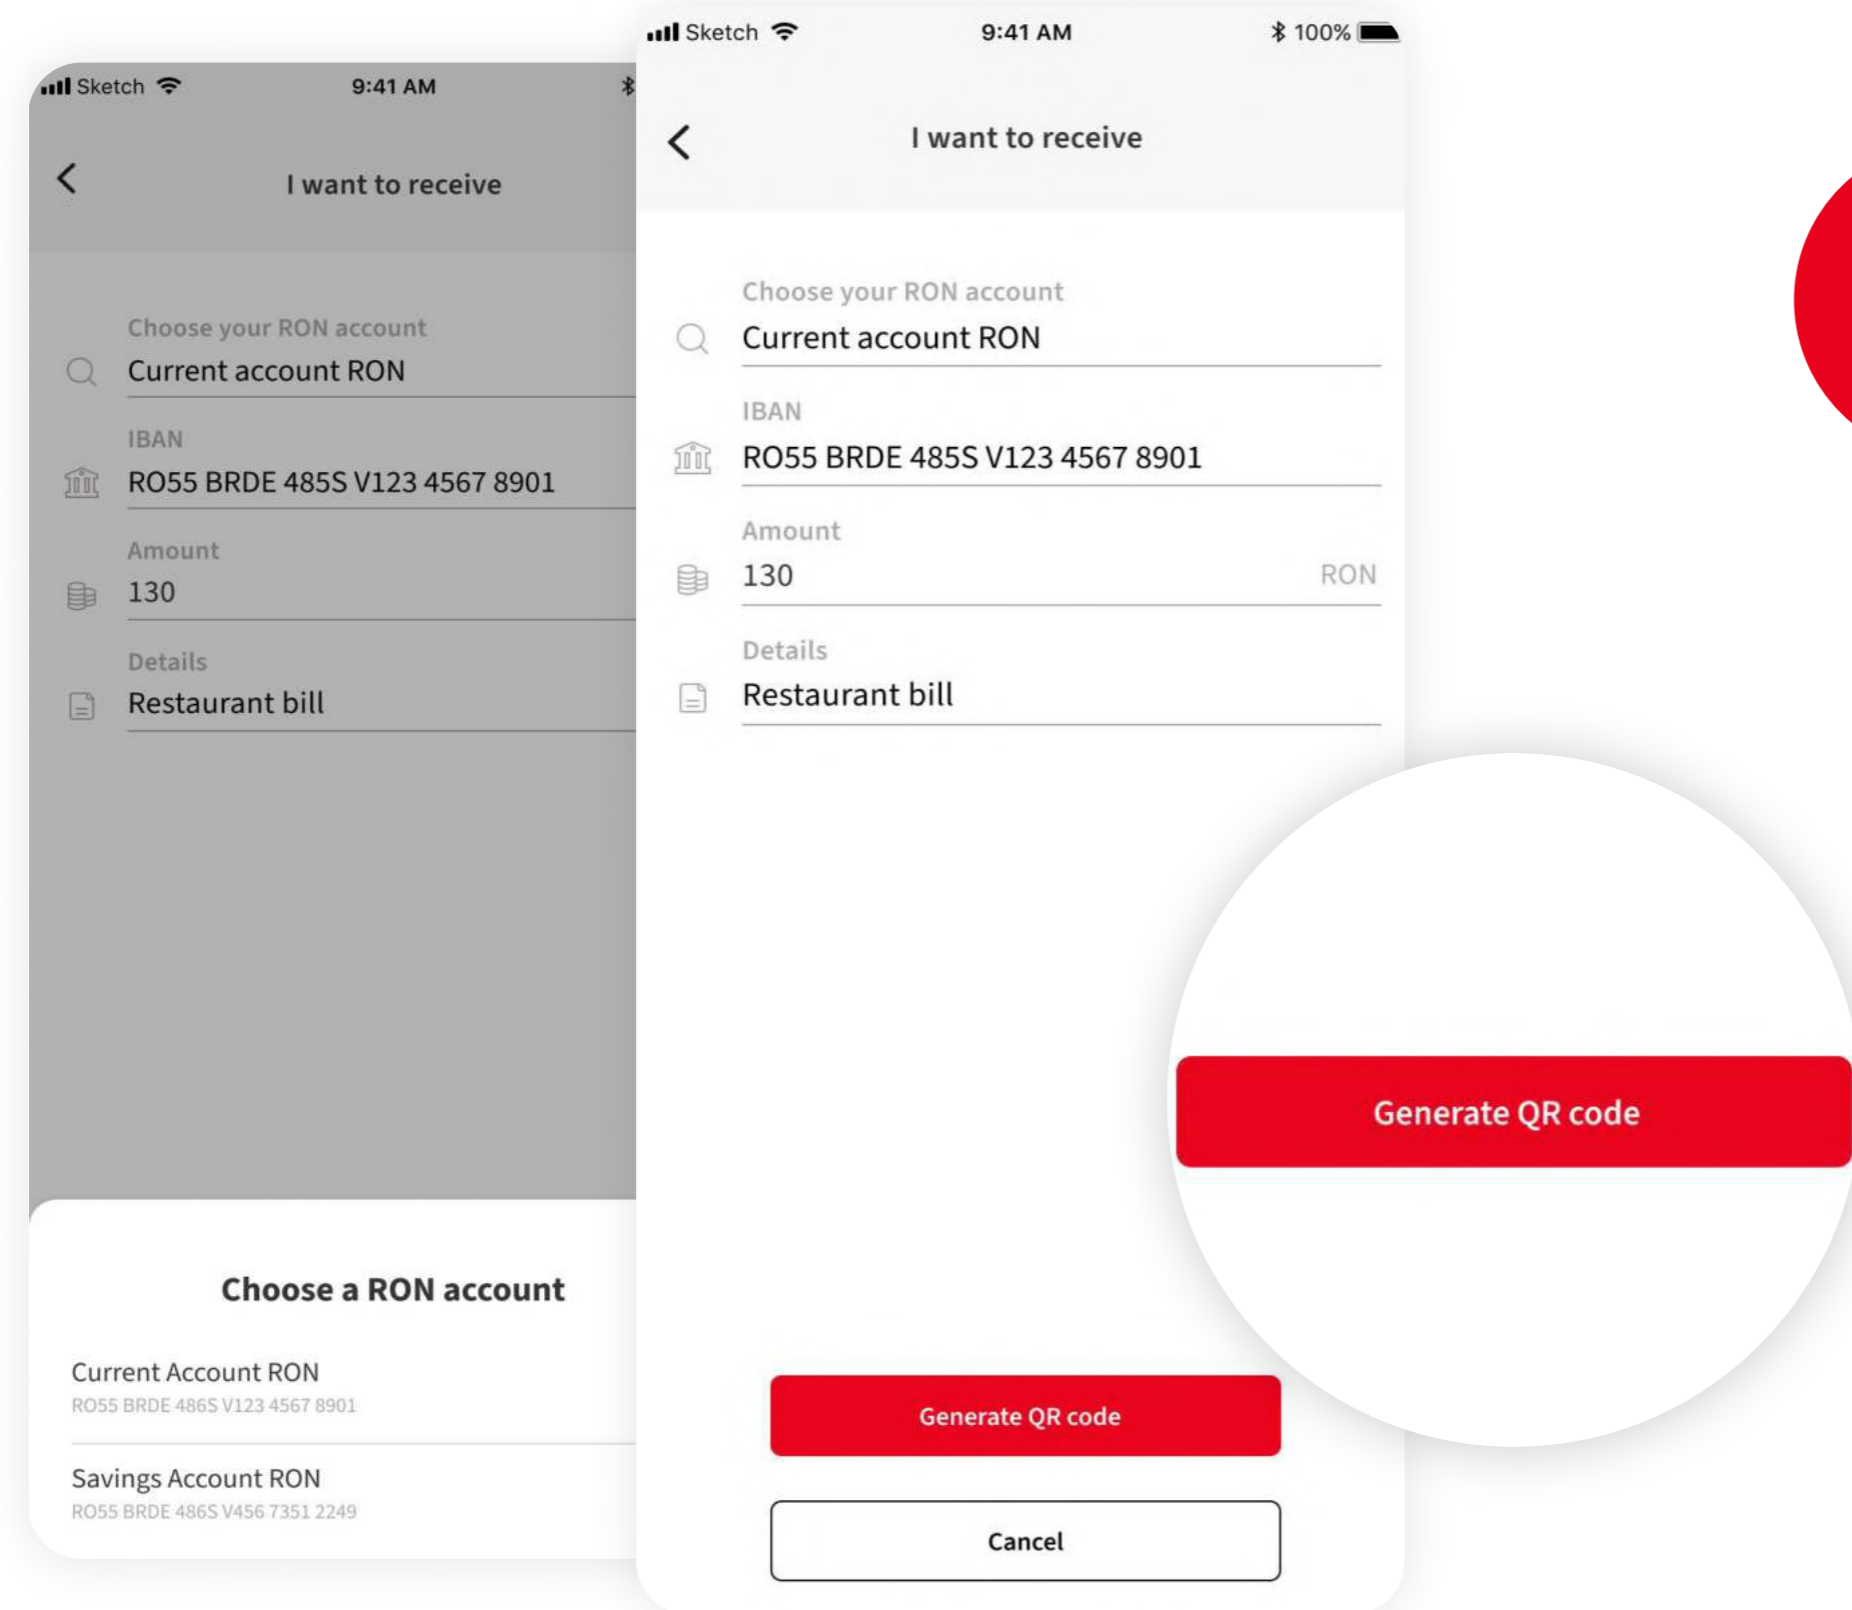 Sketch 9:41 AM
I want to receive
Choose your RON account
Current account RON
IBAN
RO55 BRDE 485S V123 4567 8901
Amount
130
Details
Restaurant bill
Choose a RON account
Current Account RON
RO55 BRDE 486S V123 4567 8901
Savings Account RON
RO55 BRDE 486S V456 7351 2249
Sketch 9:41 AM 100%
I want to receive
Choose your RON account
Current account RON
IBAN
RO55 BRDE 485S V123 4567 8901
Amount
130 RON
Details
Restaurant bill
Generate QR code
Cancel
Generate QR code